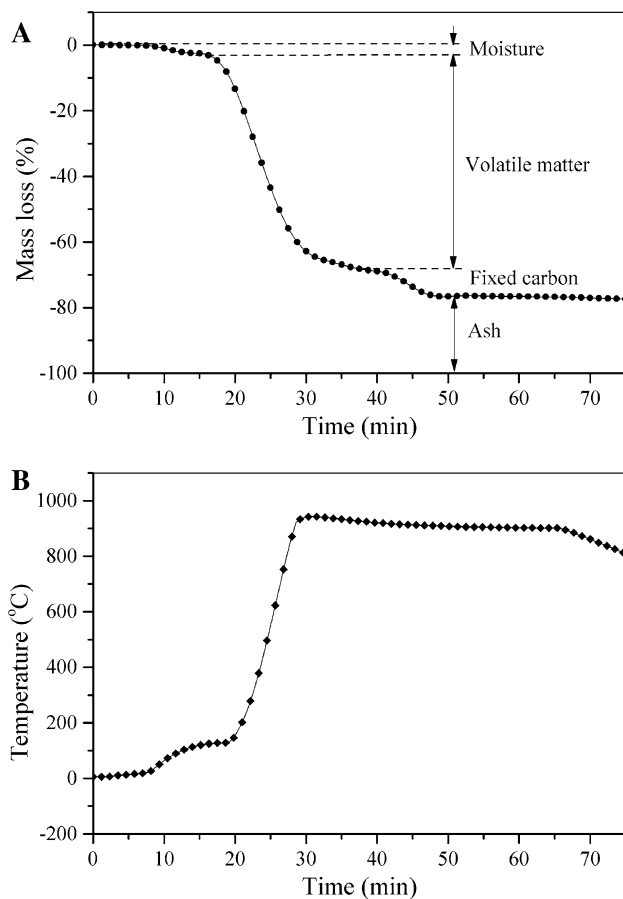 A
Mass loss (%)
0
-20
-40
-60
-80
-100
Moisture
Volatile matter
Fixed carbon
Ash
0 10 20 30 40 50 60 70
Time (min)
B
Temperature (°C)
1000
800
600
400
200
0
-200
0 10 20 30 40 50 60 70
Time (min)